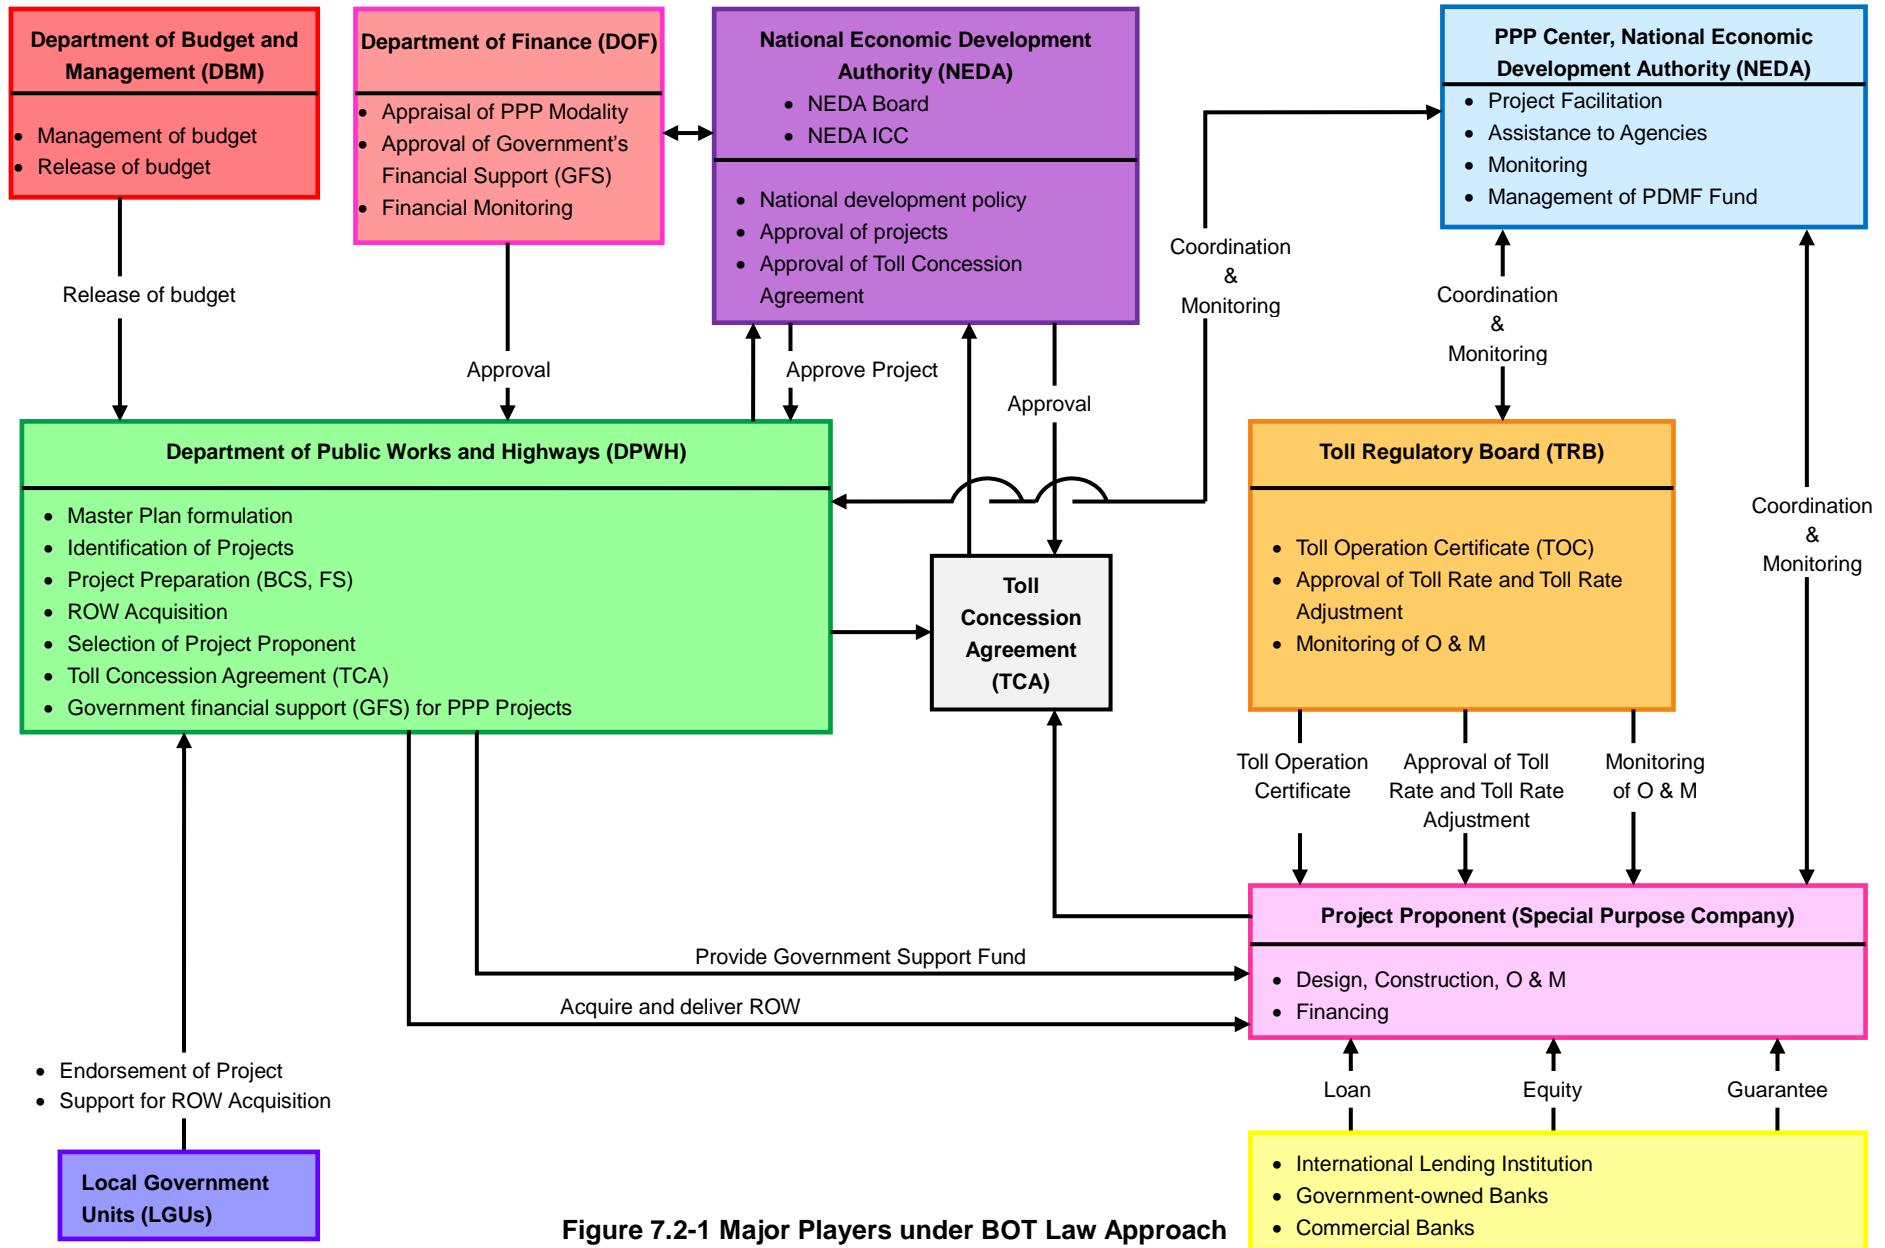 Department of Budget and
Management (DBM)
• Management of budget
• Release of budget
Department of Finance (DOF)
• Appraisal of PPP Modality
• Approval of Government's
Financial Support (GFS)
• Financial Monitoring
National Economic Development
Authority (NEDA)
• NEDA Board
• NEDA ICC
• National development policy
• Approval of projects
• Approval of Toll Concession
Agreement
PPP Center, National Economic
Development Authority (NEDA)
• Project Facilitation
• Assistance to Agencies
• Monitoring
• Management of PDMF Fund
Release of budget
Approval
Approve Project
Approval
Coordination
&
Monitoring
Coordination
&
Monitoring
Coordination
&
Monitoring
Department of Public Works and Highways (DPWH)
• Master Plan formulation
• Identification of Projects
• Project Preparation (BCS, FS)
• ROW Acquisition
• Selection of Project Proponent
• Toll Concession Agreement (TCA)
• Government financial support (GFS) for PPP Projects
Toll
Concession
Agreement
(TCA)
Toll Regulatory Board (TRB)
• Toll Operation Certificate (TOC)
• Approval of Toll Rate and Toll Rate
Adjustment
• Monitoring of O & M
Toll Operation
Certificate
Approval of Toll
Rate and Toll Rate
Adjustment
Monitoring
of O & M
Project Proponent (Special Purpose Company)
• Design, Construction, O & M
• Financing
Provide Government Support Fund
Acquire and deliver ROW
• Endorsement of Project
• Support for ROW Acquisition
Local Government
Units (LGUs)
Loan
Equity
Guarantee
• International Lending Institution
• Government-owned Banks
• Commercial Banks
Figure 7.2-1 Major Players under BOT Law Approach